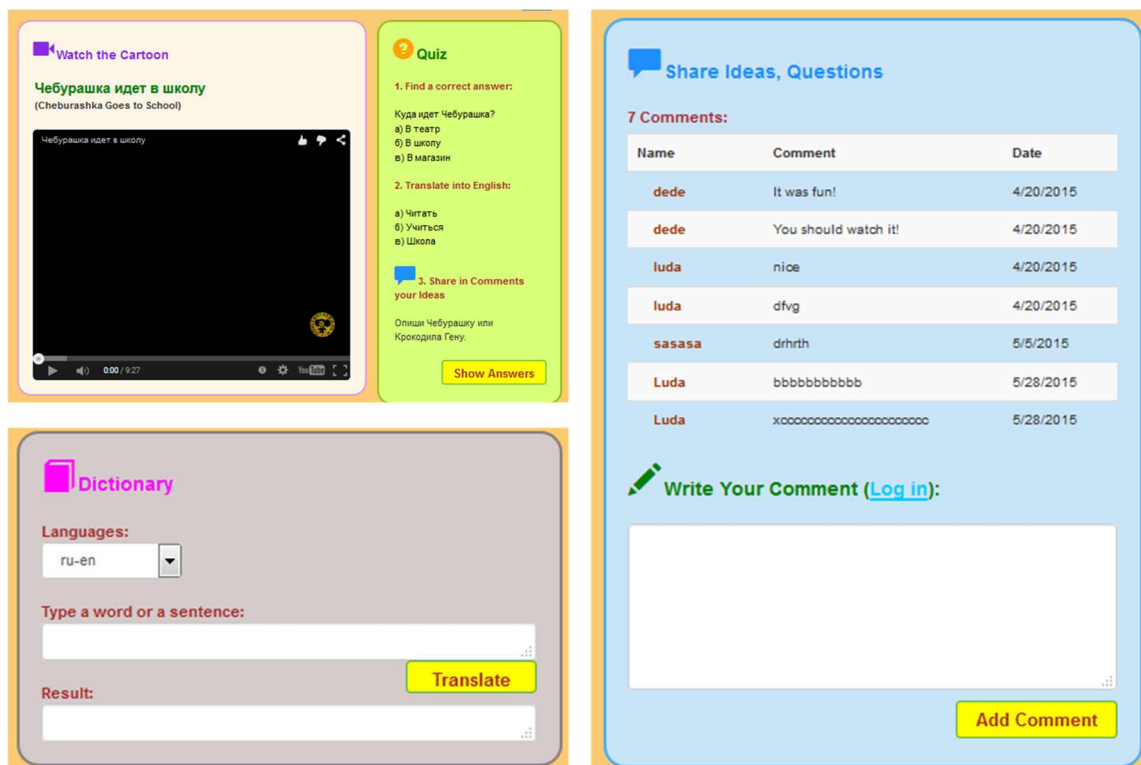 Watch the Cartoon
Чебурашка идет в школу
(Cheburashka Goes to School)
Чебурашка идет в школу
0:00 / 9:27
YouTube
Quiz
1. Find a correct answer:
Куда идет Чебурашка?
а) В театр
б) В школу
в) В магазин
2. Translate into English:
а) Читать
б) Учиться
в) Школа
3. Share in Comments
your Ideas
Опиши Чебурашку или
Крокодила Гену.
Show Answers
Dictionary
Languages:
ru-en
Type a word or a sentence:
Translate
Result:
Share Ideas, Questions
7 Comments:
Name Comment Date
dede It was fun! 4/20/2015
dede You should watch it! 4/20/2015
luda nice 4/20/2015
luda dfvg 4/20/2015
sasasa drhrth 5/5/2015
Luda bbbbbbbbbbb 5/28/2015
Luda 5/28/2015
Write Your Comment (Log in):
Add Comment